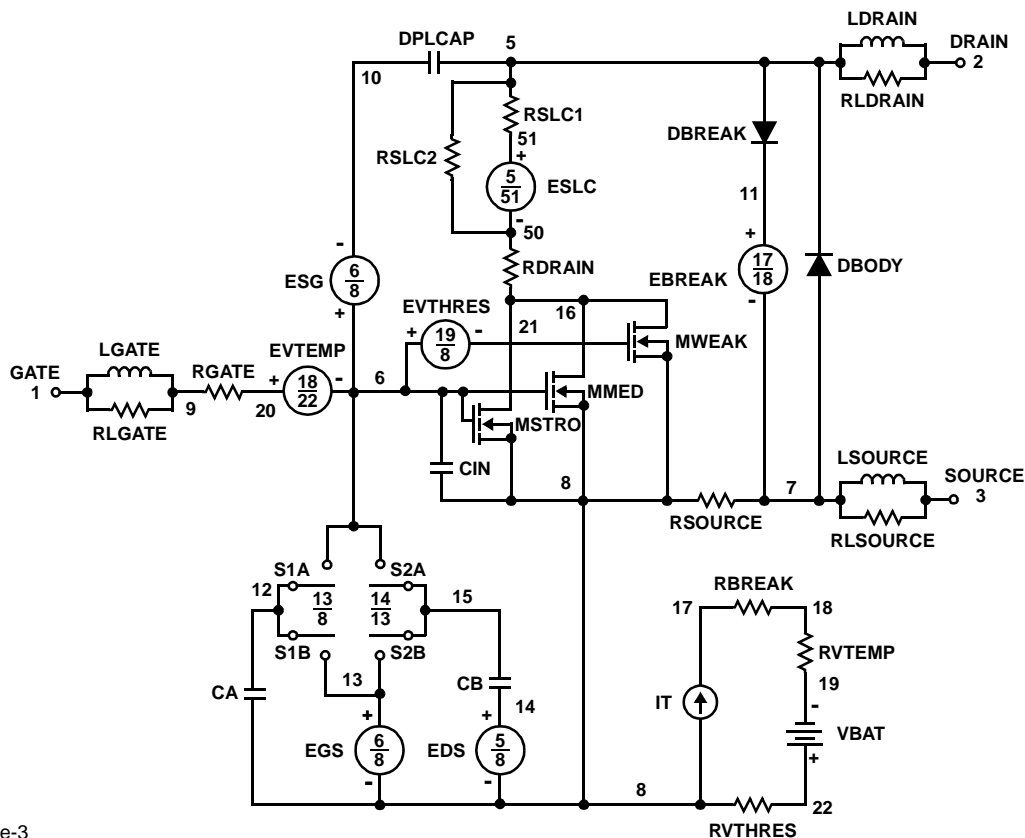 DPLCAP
5
10
LDRAIN
DRAIN
2
RLDRAIN
RSLC1
51
RSLC2
+
5
51
ESLC
-
50
DBREAK
11
+
17
18
EBREAK
-
DBODY
-
ESG
6
8
+
RDRAIN
EVTHRES
+
19
8
-
21
16
MWEAK
LGATE
GATE
1
RLGATE
9
RGATE
20
EVTEMP
+
18
22
-
6
MMED
MSTRO
CIN
8
RSOURCE
7
LSOURCE
SOURCE
3
RLSOURCE
12
S1A
S2A
13
8
14
13
15
S1B
S2B
13
CA
CB
14
+
EGS
6
8
-
+
EDS
5
8
-
8
17
RBREAK
18
RVTEMP
19
IT
-
VBAT
+
22
RVTHRES
e-3